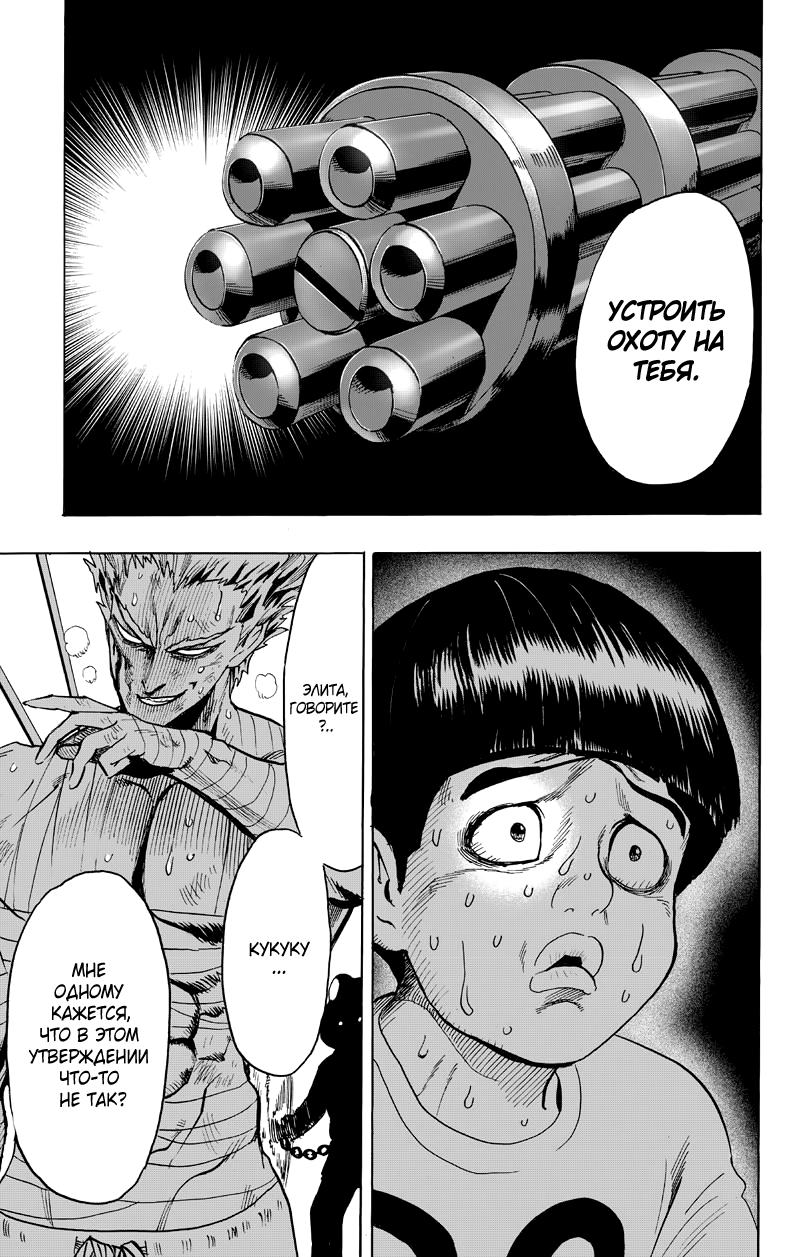 УСТРОИТЬ
ОХОТУ НА
ТЕБЯ.
ЭЛИТА,
ГОВОРИТЕ
?..
КУКУКУ
...
МНЕ
ОДНОМУ
КАЖЕТСЯ,
ЧТО В ЭТОМ
УТВЕРЖДЕНИИ
ЧТО-ТО
НЕ ТАК?